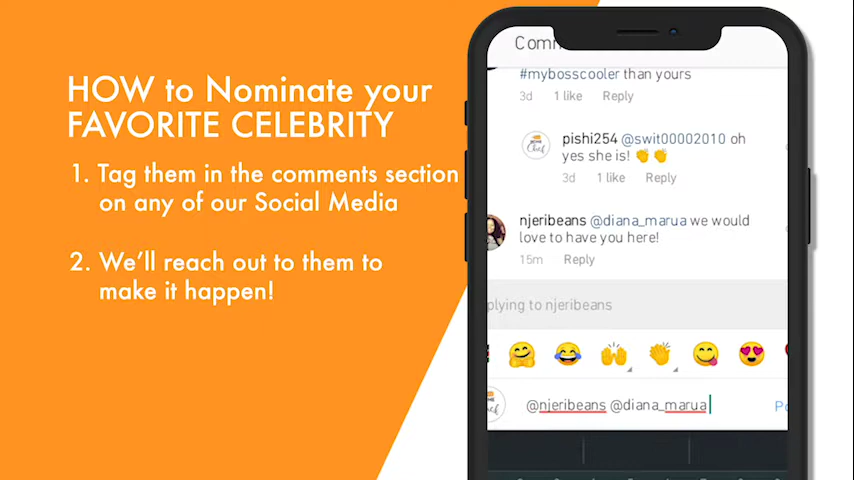 HOW to Nominate your
FAVORITE CELEBRITY
1. Tag them in the comments section
on any of our Social Media
2. We'll reach out to them to
make it happen!
#mybosscooler than yours
3d 1 like Reply
pishi254 @swit00002010 oh
yes she is! 👏👏
3d 1 like Reply
njeribeans @diana_marua we would
love to have you here!
15m Reply
to njeribeans
@njeribeans @diana_marua